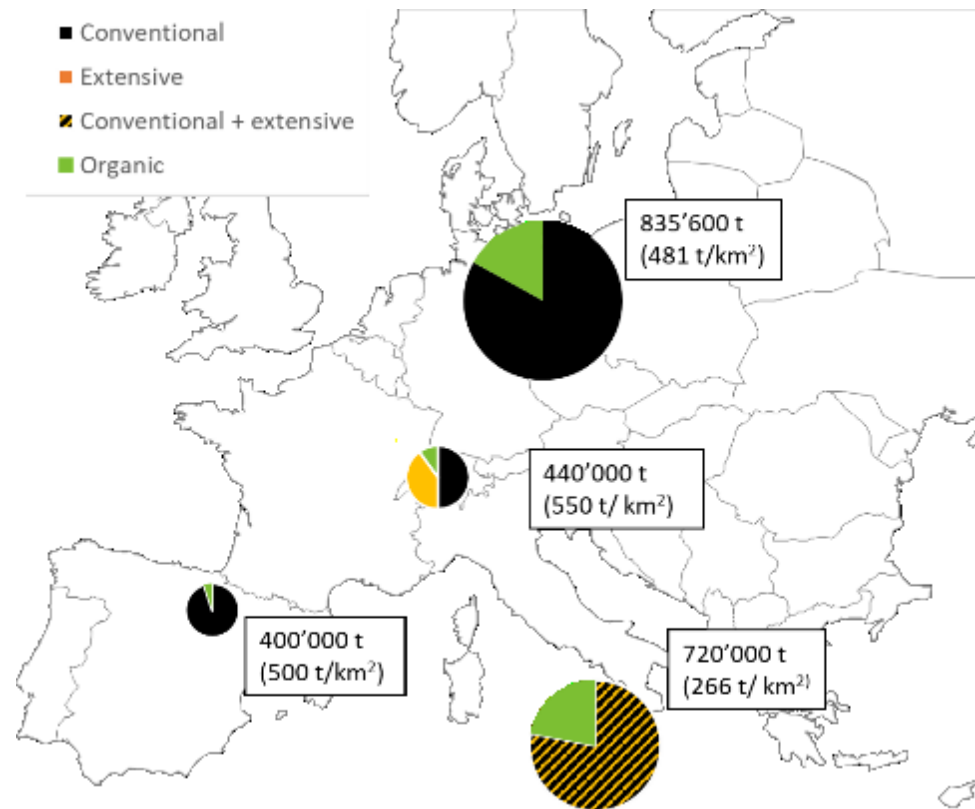 Conventional
Extensive
Conventional + extensive
Organic
835’600 t
(481 t/km²)
440’000 t
(550 t/ km²)
400’000 t
(500 t/km²)
720’000 t
(266 t/ km²⁾